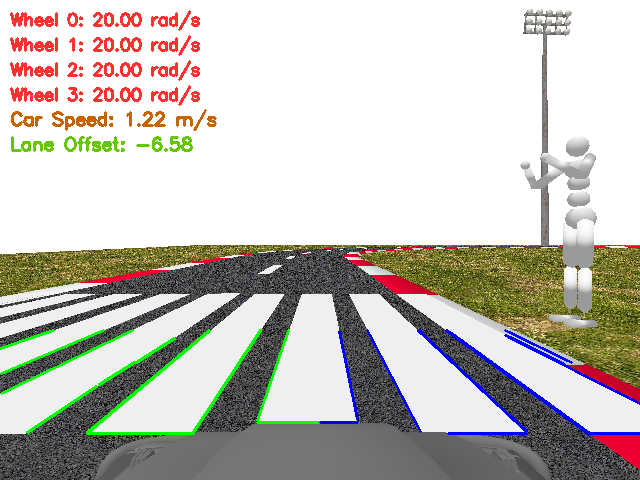 Wheel 0: 20.00 rad/s
Wheel 1: 20.00 rad/s
Wheel 2: 20.00 rad/s
Wheel 3: 20.00 rad/s
Car Speed: 1.22 m/s
Lane Offset: -6.58